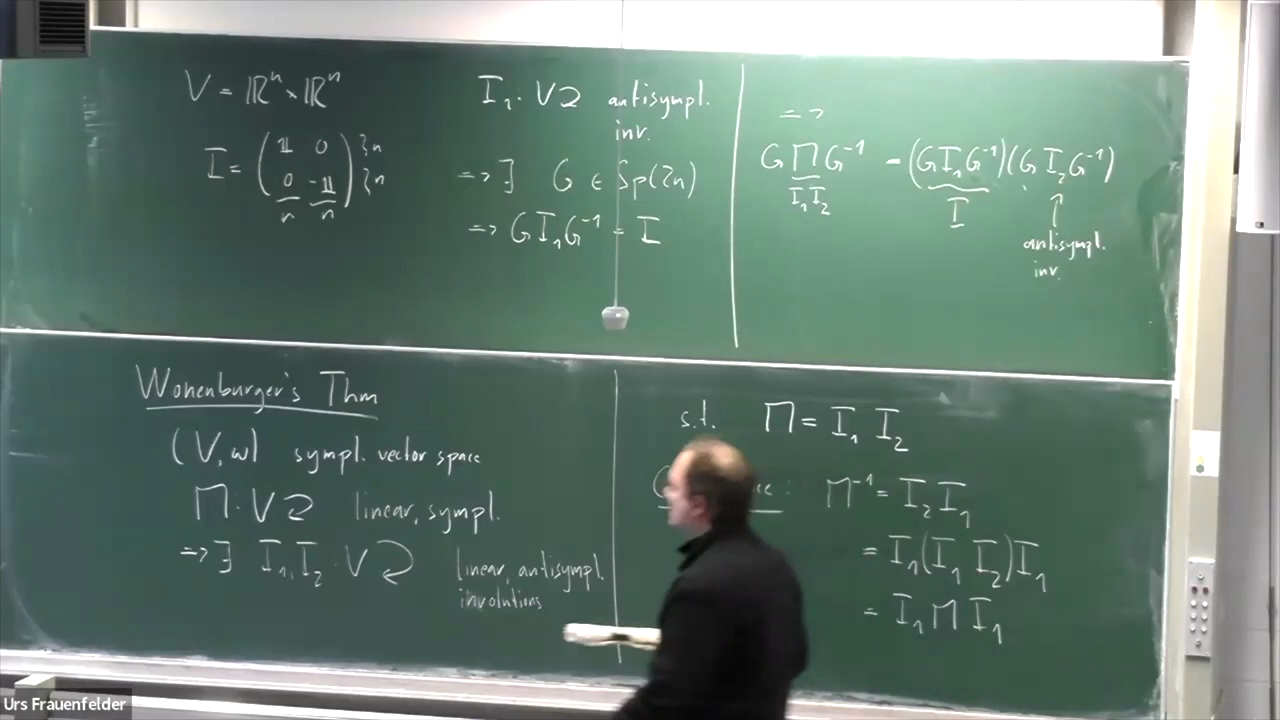 V = ℝⁿ × ℝⁿ
I = ( 𝟙 0 ) }n
( 0 -𝟙 ) }n
n n
I₁ : V ⊃ antisympl.
inv.
=> ∃ G ∈ Sp(2n)
=> G I₁ G⁻¹ = I
=>
G Π G⁻¹ = (G I₁ G⁻¹)(G I₂ G⁻¹)
I₁ I₂ I ↑
antisympl.
inv.
Wonenburger's Thm
(V, ω) sympl. vector space
Π : V ⊃ linear, sympl.
=> ∃ I₁, I₂ : V ⊃ linear, antisympl.
involutions
s.t. Π = I₁ I₂
Π⁻¹ = I₂ I₁
= I₁ (I₁ I₂) I₁
= I₁ Π I₁
Urs Frauenfelder